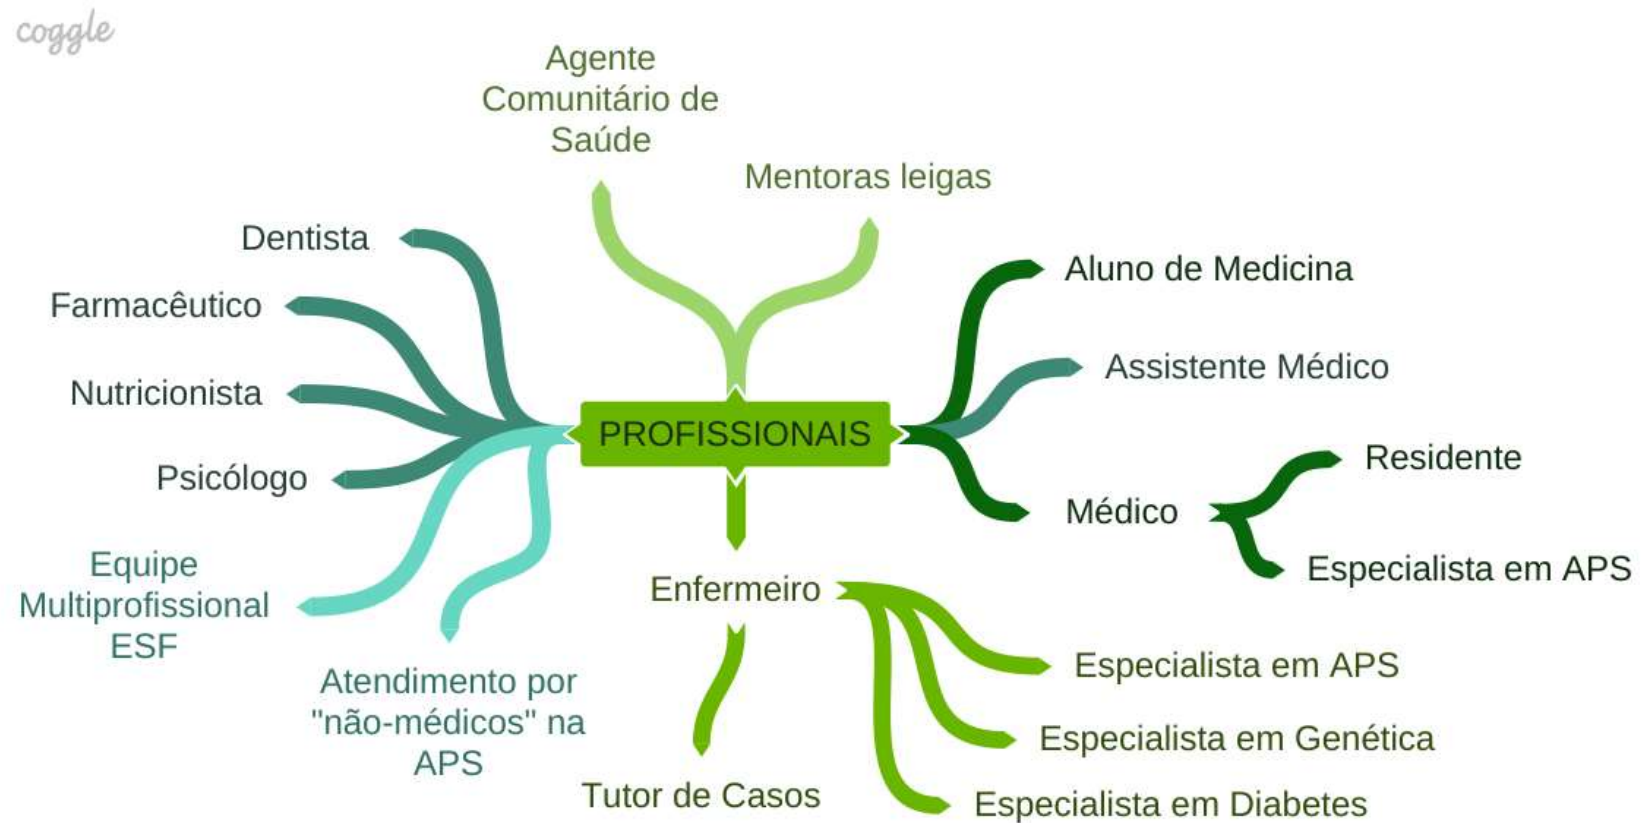 coggle
Agente
Comunitário de
Saúde
Mentoras leigas
Dentista
Farmacêutico
Nutricionista
Psicólogo
Equipe
Multiprofissional
ESF
Atendimento por
"não-médicos" na
APS
PROFISSIONAIS
Aluno de Medicina
Assistente Médico
Médico
Residente
Especialista em APS
Enfermeiro
Especialista em APS
Especialista em Genética
Especialista em Diabetes
Tutor de Casos